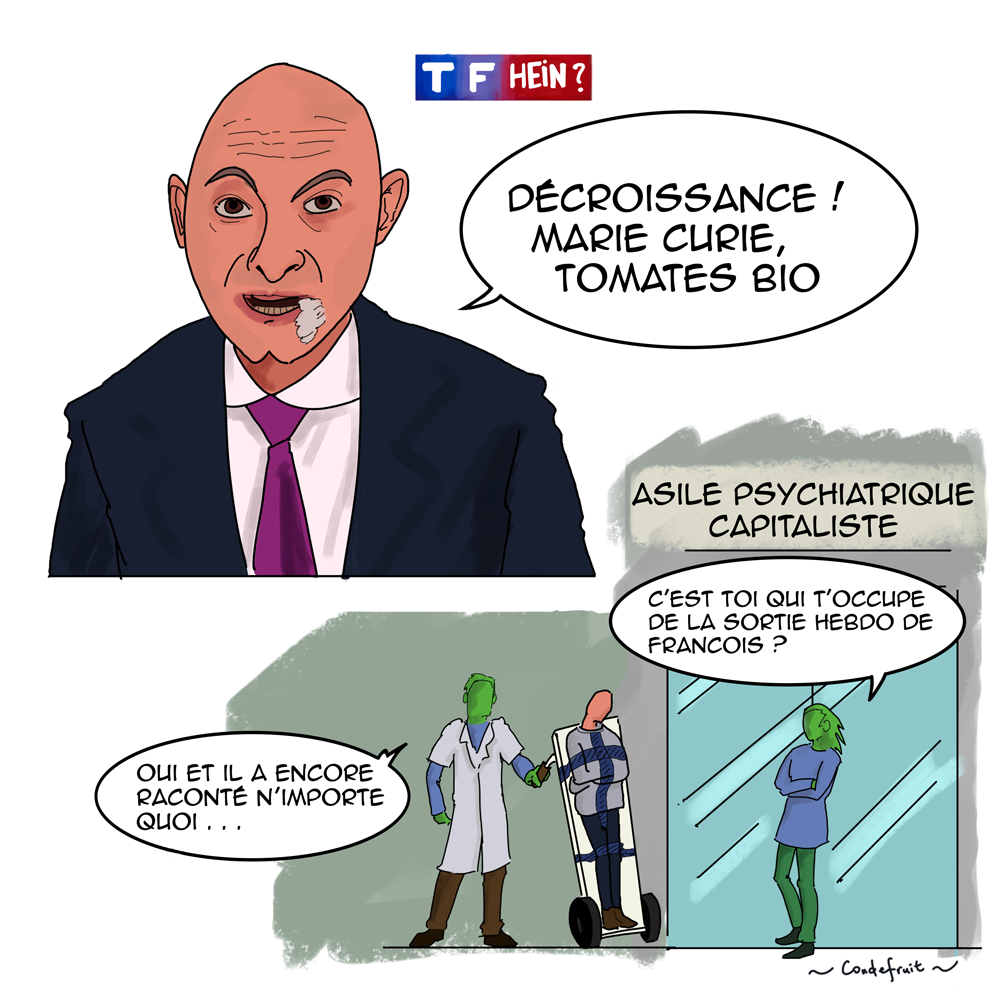 TF HEiN ?
DÉCROISSANCE !
MARIE CURIE,
TOMATES BIO
ASILE PSYCHIATRIQUE
CAPITALISTE
C'EST TOI QUI T'OCCUPE
DE LA SORTIE HEBDO DE
FRANCOIS ?
OUI ET IL A ENCORE
RACONTÉ N'IMPORTE
QUOI . . .
~ Condefruit ~